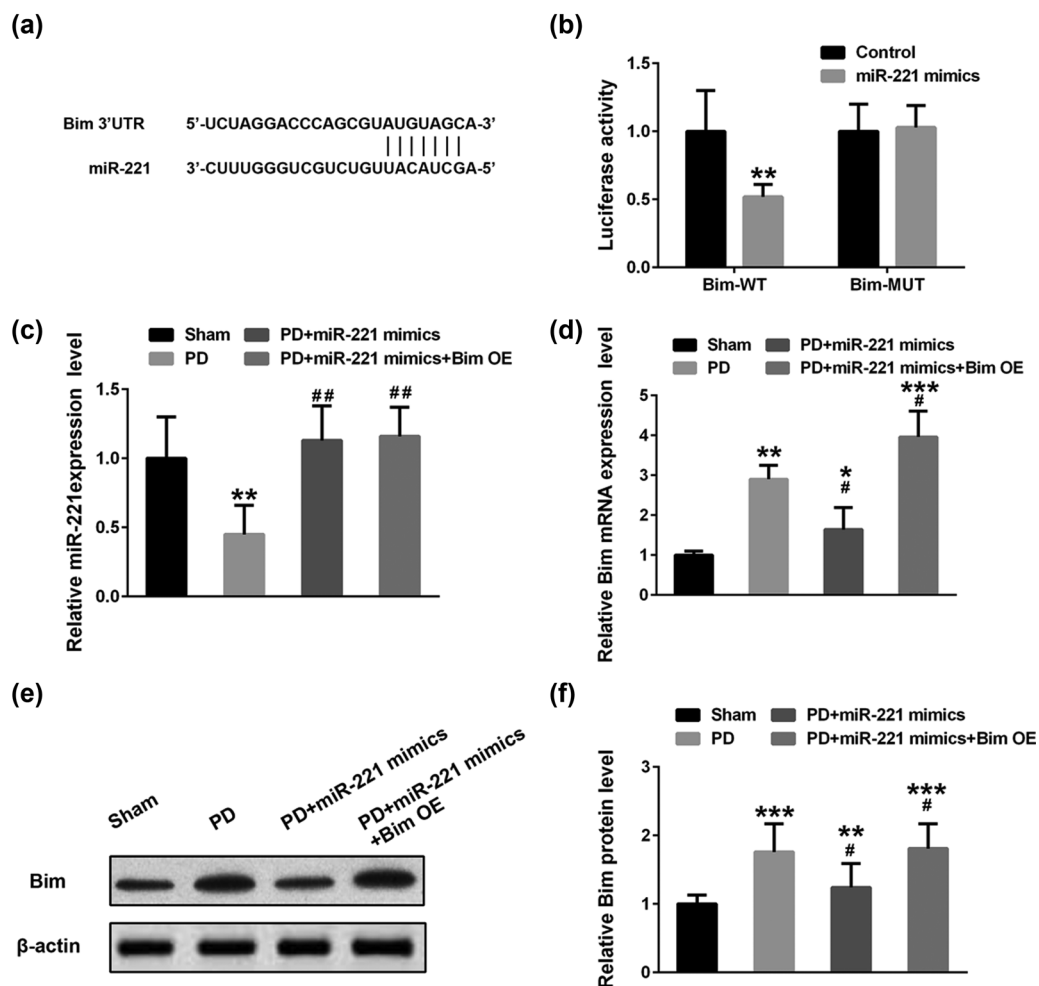 (a)
Bim 3’UTR 5’-UCUAGGACCCAGCGUAUGUAGCA-3’
miR-221 3’-CUUUGGGUCGUCUGUUACAUCGA-5’
(b)
Control
miR-221 mimics
Luciferase activity
1.5
1.0
0.5
0.0
**
Bim-WT Bim-MUT
(c)
Sham PD+miR-221 mimics
PD PD+miR-221 mimics+Bim OE
Relative miR-221expression level
1.5
1.0
0.5
0.0
**
##
##
(d)
Sham PD+miR-221 mimics
PD PD+miR-221 mimics+Bim OE
Relative Bim mRNA expression level
5
4
3
2
1
0
**
*
#
***
#
(e)
Sham
PD
PD+miR-221 mimics
PD+miR-221 mimics
+Bim OE
Bim
β-actin
(f)
Sham PD+miR-221 mimics
PD PD+miR-221 mimics+Bim OE
Relative Bim protein level
3
2
1
0
***
**
#
***
#